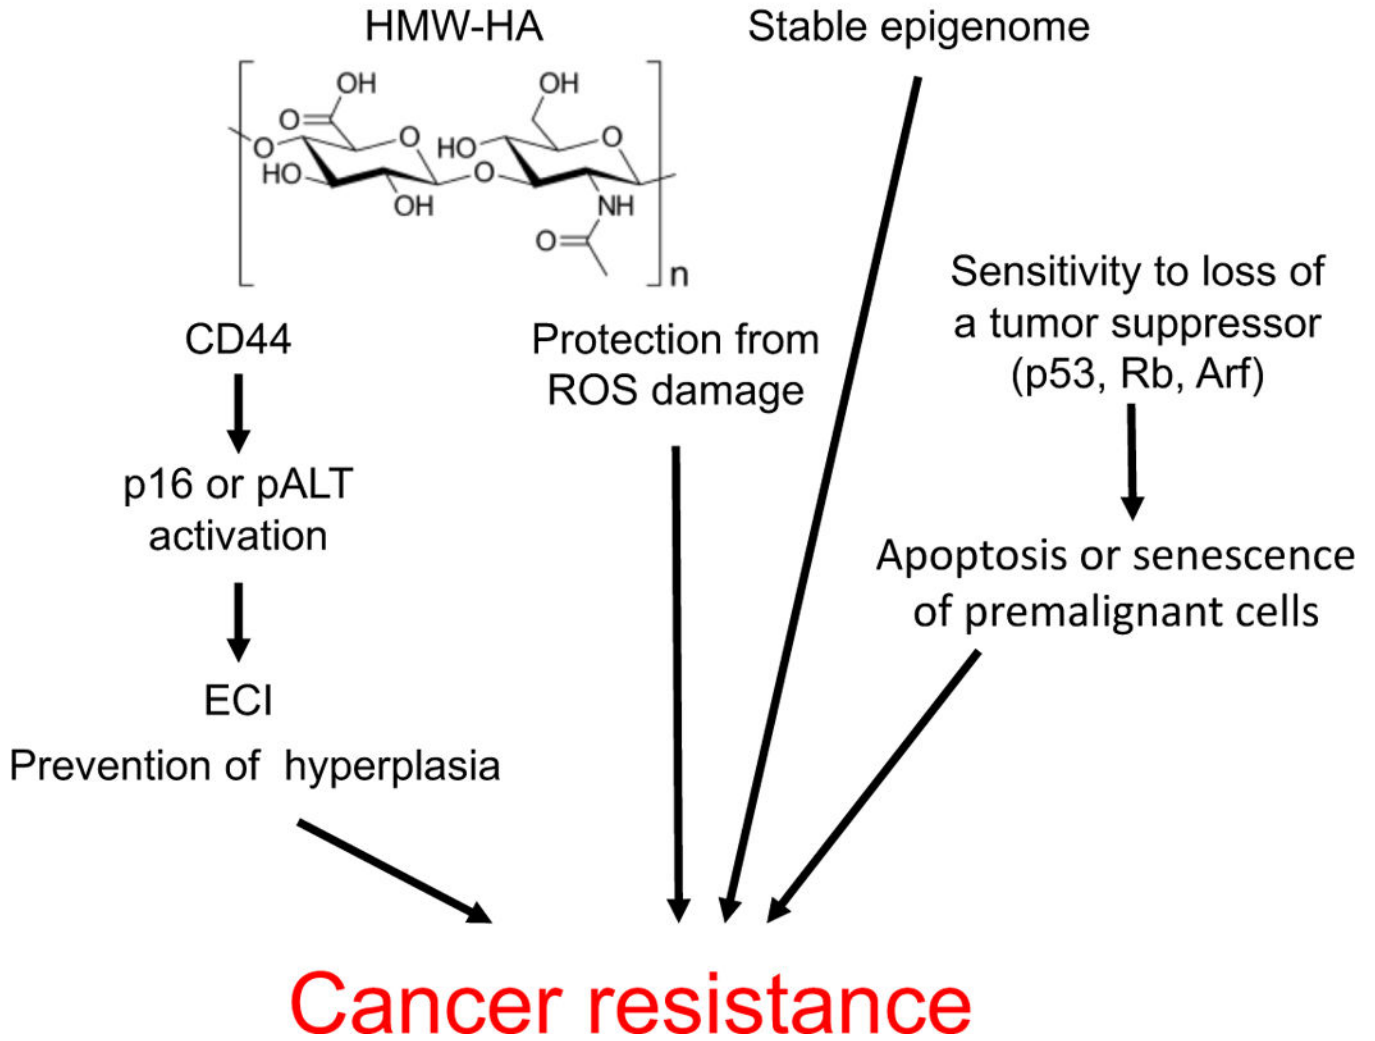 HMW-HA
Stable epigenome
OH
OH
O
O
O
HO
O
HO
O
OH
NH
O
n
Sensitivity to loss of
a tumor suppressor
(p53, Rb, Arf)
CD44
Protection from
ROS damage
p16 or pALT
activation
Apoptosis or senescence
of premalignant cells
ECI
Prevention of hyperplasia
Cancer resistance